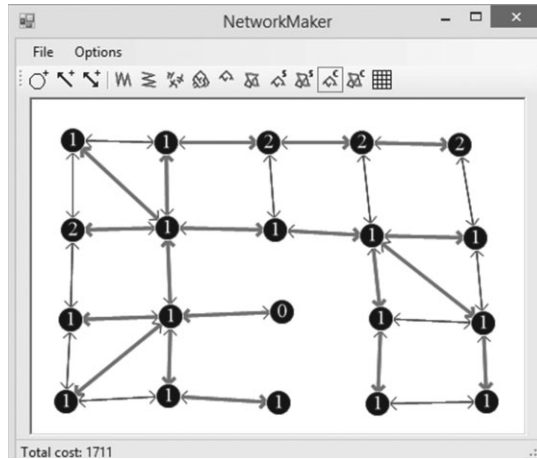 NetworkMaker
File Options
1 1 2 2 2
2 1 1 1 1
1 1 0 1 1
1 1 1 1 1
Total cost: 1711